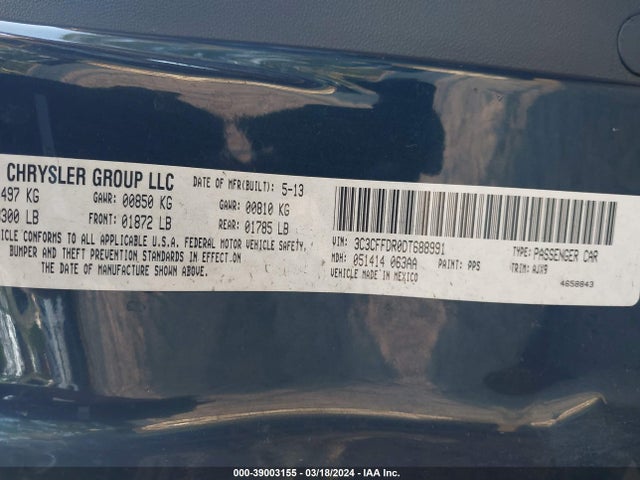 CHRYSLER GROUP LLC DATE OF MFR(BUILT): 5-13
497 KG GAWR: 00850 KG GAWR: 00810 KG
300 LB FRONT: 01872 LB REAR: 01785 LB
CLE CONFORMS TO ALL APPLICABLE U.S.A. FEDERAL MOTOR VEHICLE SAFETY,
BUMPER AND THEFT PREVENTION STANDARDS IN EFFECT ON
THE DATE OF MANUFACTURE SHOWN ABOVE.
VIN: 3C3CFFDR0DT688991 TYPE: PASSENGER CAR
MDH: 051414 063AA PAINT: PPS TRIM: AJX9
MADE IN MEXICO
4658843
000-39003155 — 03/18/2024 — IAA Inc.